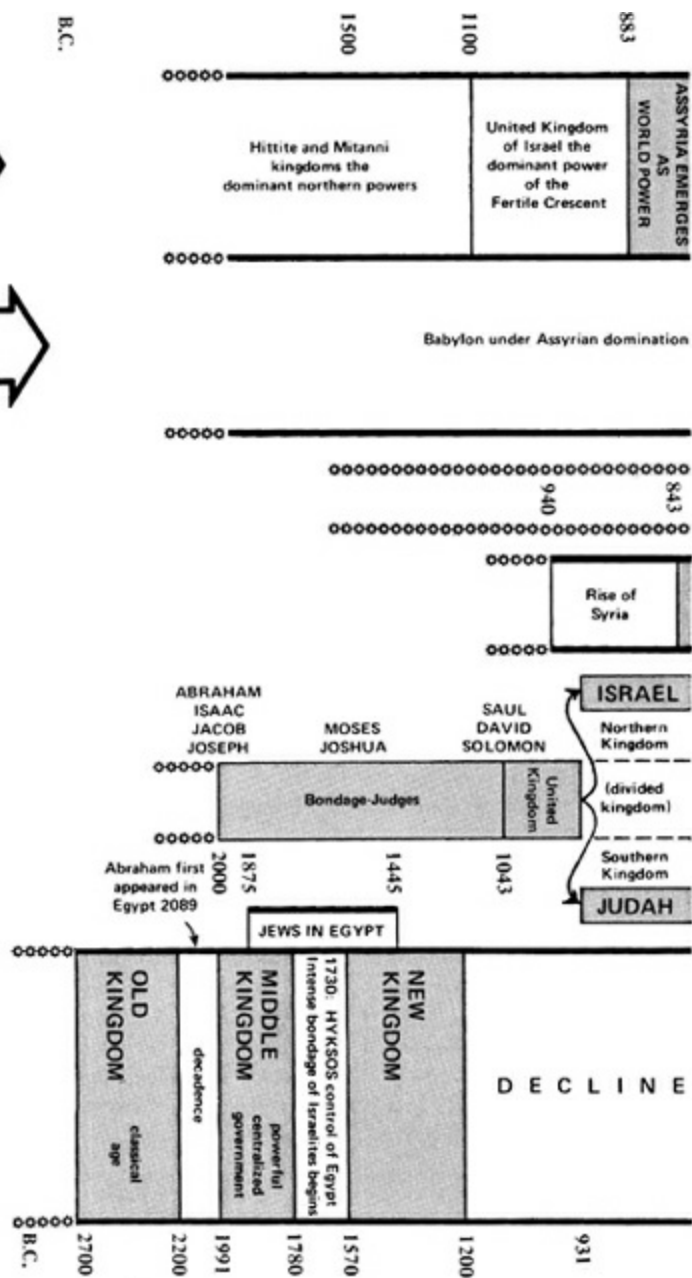 B.C.
1500
1100
883
Hittite and Mitanni
kingdoms the
dominant northern powers
United Kingdom
of Israel the
dominant power
of the
Fertile Crescent
ASSYRIA EMERGES
AS
WORLD POWER
Babylon under Assyrian domination
940
843
Rise of
Syria
ABRAHAM
ISAAC
JACOB
JOSEPH
MOSES
JOSHUA
SAUL
DAVID
SOLOMON
ISRAEL
Northern
Kingdom
(divided
kingdom)
Southern
Kingdom
JUDAH
Bondage-Judges
United
Kingdom
2000
1875
1445
1043
Abraham first
appeared in
Egypt 2089
JEWS IN EGYPT
OLD
KINGDOM
classical
age
decadence
MIDDLE
KINGDOM
powerful
centralized
government
1730: HYKSOS control of Egypt
Intense bondage of Israelites begins
NEW
KINGDOM
DECLINE
B.C.
2700
2200
1991
1780
1570
1200
931